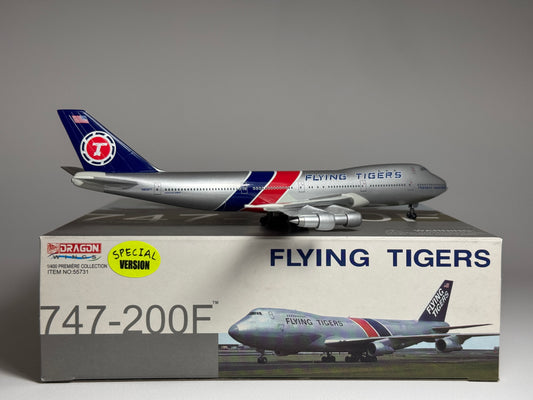 T
FLYING TIGERS
DRAGON
WINGS
1/400 PREMIERE COLLECTION
ITEM NO:55731
SPECIAL
VERSION
FLYING TIGERS
747-200F™
FLYING TIGERS
FLYING
TIGERS